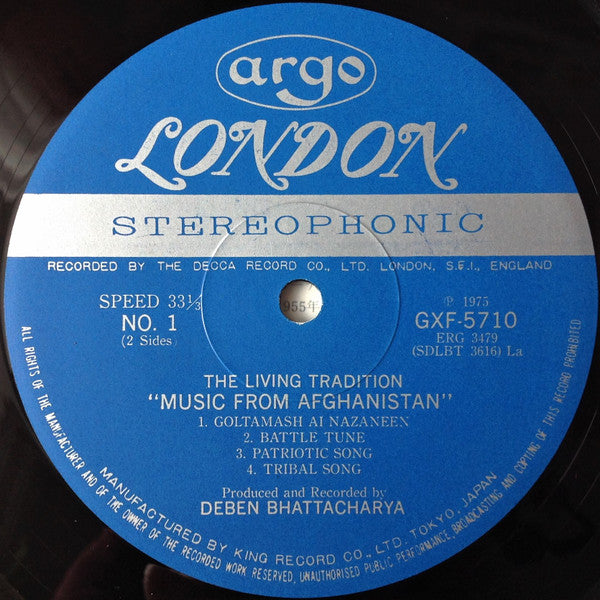 argo
LONDON
STEREOPHONIC
RECORDED BY THE DECCA RECORD CO., LTD. LONDON, S.E.I., ENGLAND
SPEED 33⅓
NO. 1
(2 Sides)
955年
℗ 1975
GXF-5710
ERG 3479
(SDLBT 3616) La
THE LIVING TRADITION
"MUSIC FROM AFGHANISTAN"
1. GOLTAMASH AI NAZANEEN
2. BATTLE TUNE
3. PATRIOTIC SONG
4. TRIBAL SONG
Produced and Recorded by
DEBEN BHATTACHARYA
MANUFACTURED BY KING RECORD CO., LTD. TOKYO, JAPAN
ALL RIGHTS OF THE MANUFACTURER AND OF THE OWNER OF THE RECORDED WORK RESERVED, UNAUTHORISED PUBLIC PERFORMANCE, BROADCASTING AND COPYING OF THIS RECORD PROHIBITED